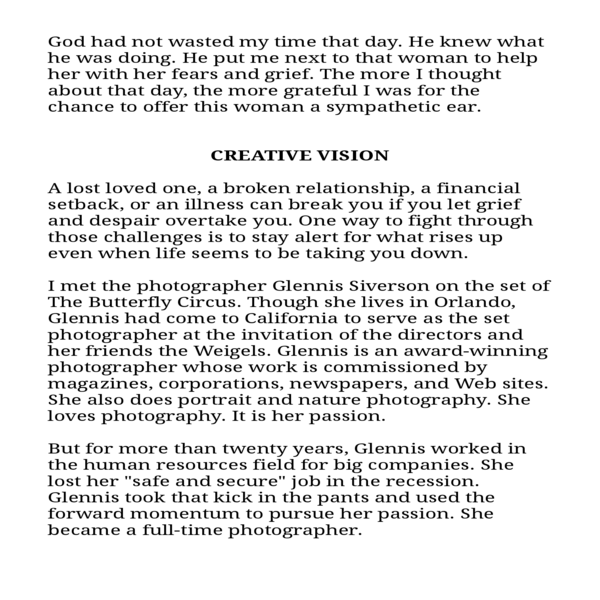 God had not wasted my time that day. He knew what
he was doing. He put me next to that woman to help
her with her fears and grief. The more I thought
about that day, the more grateful I was for the
chance to offer this woman a sympathetic ear.
CREATIVE VISION
A lost loved one, a broken relationship, a financial
setback, or an illness can break you if you let grief
and despair overtake you. One way to fight through
those challenges is to stay alert for what rises up
even when life seems to be taking you down.
I met the photographer Glennis Siverson on the set of
The Butterfly Circus. Though she lives in Orlando,
Glennis had come to California to serve as the set
photographer at the invitation of the directors and
her friends the Weigels. Glennis is an award-winning
photographer whose work is commissioned by
magazines, corporations, newspapers, and Web sites.
She also does portrait and nature photography. She
loves photography. It is her passion.
But for more than twenty years, Glennis worked in
the human resources field for big companies. She
lost her "safe and secure" job in the recession.
Glennis took that kick in the pants and used the
forward momentum to pursue her passion. She
became a full-time photographer.